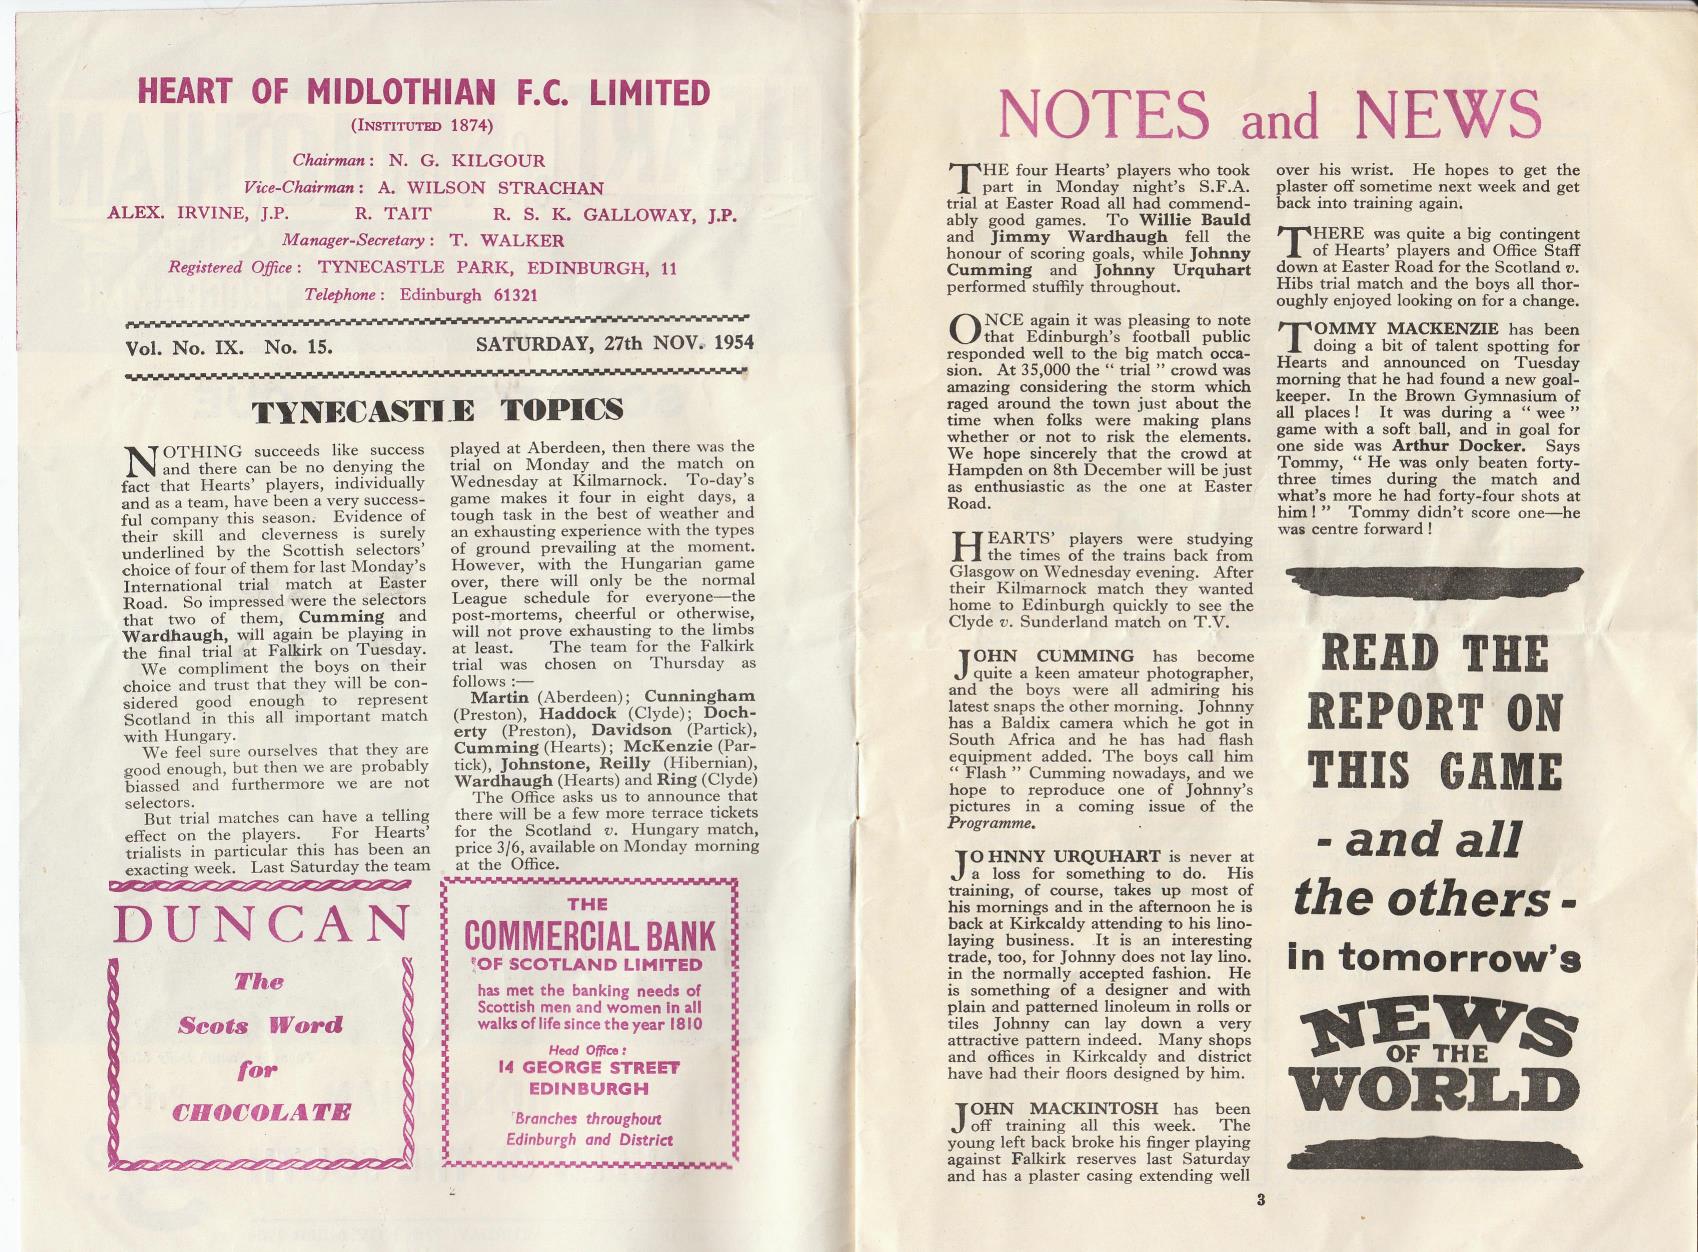 HEART OF MIDLOTHIAN F.C. LIMITED
(INSTITUTED 1874)
Chairman : N. G. KILGOUR
Vice-Chairman : A. WILSON STRACHAN
ALEX. IRVINE, J.P. R. TAIT R. S. K. GALLOWAY, J.P.
Manager-Secretary : T. WALKER
Registered Office : TYNECASTLE PARK, EDINBURGH, 11
Telephone : Edinburgh 61321
Vol. No. IX. No. 15. SATURDAY, 27th NOV. 1954
TYNECASTLE TOPICS
NOTHING succeeds like success
and there can be no denying the
fact that Hearts' players, individually
and as a team, have been a very success-
ful company this season. Evidence of
their skill and cleverness is surely
underlined by the Scottish selectors'
choice of four of them for last Monday's
International trial match at Easter
Road. So impressed were the selectors
that two of them, Cumming and
Wardhaugh, will again be playing in
the final trial at Falkirk on Tuesday.
We compliment the boys on their
choice and trust that they will be con-
sidered good enough to represent
Scotland in this all important match
with Hungary.
We feel sure ourselves that they are
good enough, but then we are probably
biassed and furthermore we are not
selectors.
But trial matches can have a telling
effect on the players. For Hearts'
trialists in particular this has been an
exacting week. Last Saturday the team
played at Aberdeen, then there was the
trial on Monday and the match on
Wednesday at Kilmarnock. To-day's
game makes it four in eight days, a
tough task in the best of weather and
an exhausting experience with the types
of ground prevailing at the moment.
However, with the Hungarian game
over, there will only be the normal
League schedule for everyone—the
post-mortems, cheerful or otherwise,
will not prove exhausting to the limbs
at least. The team for the Falkirk
trial was chosen on Thursday as
follows :—
Martin (Aberdeen); Cunningham
(Preston), Haddock (Clyde); Doch-
erty (Preston), Davidson (Partick),
Cumming (Hearts); McKenzie (Par-
tick), Johnstone, Reilly (Hibernian),
Wardhaugh (Hearts) and Ring (Clyde)
The Office asks us to announce that
there will be a few more terrace tickets
for the Scotland v. Hungary match,
price 3/6, available on Monday morning
at the Office.
DUNCAN
The
Scots Word
for
CHOCOLATE
THE
COMMERCIAL BANK
OF SCOTLAND LIMITED
has met the banking needs of
Scottish men and women in all
walks of life since the year 1810
Head Office :
14 GEORGE STREET
EDINBURGH
Branches throughout
Edinburgh and District
2
NOTES and NEWS
THE four Hearts' players who took
part in Monday night's S.F.A.
trial at Easter Road all had commend-
ably good games. To Willie Bauld
and Jimmy Wardhaugh fell the
honour of scoring goals, while Johnny
Cumming and Johnny Urquhart
performed stuffily throughout.
ONCE again it was pleasing to note
that Edinburgh's football public
responded well to the big match occa-
sion. At 35,000 the " trial " crowd was
amazing considering the storm which
raged around the town just about the
time when folks were making plans
whether or not to risk the elements.
We hope sincerely that the crowd at
Hampden on 8th December will be just
as enthusiastic as the one at Easter
Road.
HEARTS' players were studying
the times of the trains back from
Glasgow on Wednesday evening. After
their Kilmarnock match they wanted
home to Edinburgh quickly to see the
Clyde v. Sunderland match on T.V.
JOHN CUMMING has become
quite a keen amateur photographer,
and the boys were all admiring his
latest snaps the other morning. Johnny
has a Baldix camera which he got in
South Africa and he has had flash
equipment added. The boys call him
" Flash " Cumming nowadays, and we
hope to reproduce one of Johnny's
pictures in a coming issue of the
Programme.
JOHNNY URQUHART is never at
a loss for something to do. His
training, of course, takes up most of
his mornings and in the afternoon he is
back at Kirkcaldy attending to his lino-
laying business. It is an interesting
trade, too, for Johnny does not lay lino.
in the normally accepted fashion. He
is something of a designer and with
plain and patterned linoleum in rolls or
tiles Johnny can lay down a very
attractive pattern indeed. Many shops
and offices in Kirkcaldy and district
have had their floors designed by him.
JOHN MACKINTOSH has been
off training all this week. The
young left back broke his finger playing
against Falkirk reserves last Saturday
and has a plaster casing extending well
over his wrist. He hopes to get the
plaster off sometime next week and get
back into training again.
THERE was quite a big contingent
of Hearts' players and Office Staff
down at Easter Road for the Scotland v.
Hibs trial match and the boys all thor-
oughly enjoyed looking on for a change.
TOMMY MACKENZIE has been
doing a bit of talent spotting for
Hearts and announced on Tuesday
morning that he had found a new goal-
keeper. In the Brown Gymnasium of
all places! It was during a " wee "
game with a soft ball, and in goal for
one side was Arthur Docker. Says
Tommy, " He was only beaten forty-
three times during the match and
what's more he had forty-four shots at
him ! " Tommy didn't score one—he
was centre forward !
READ THE
REPORT ON
THIS GAME
- and all
the others -
in tomorrow's
NEWS
OF THE
WORLD
3